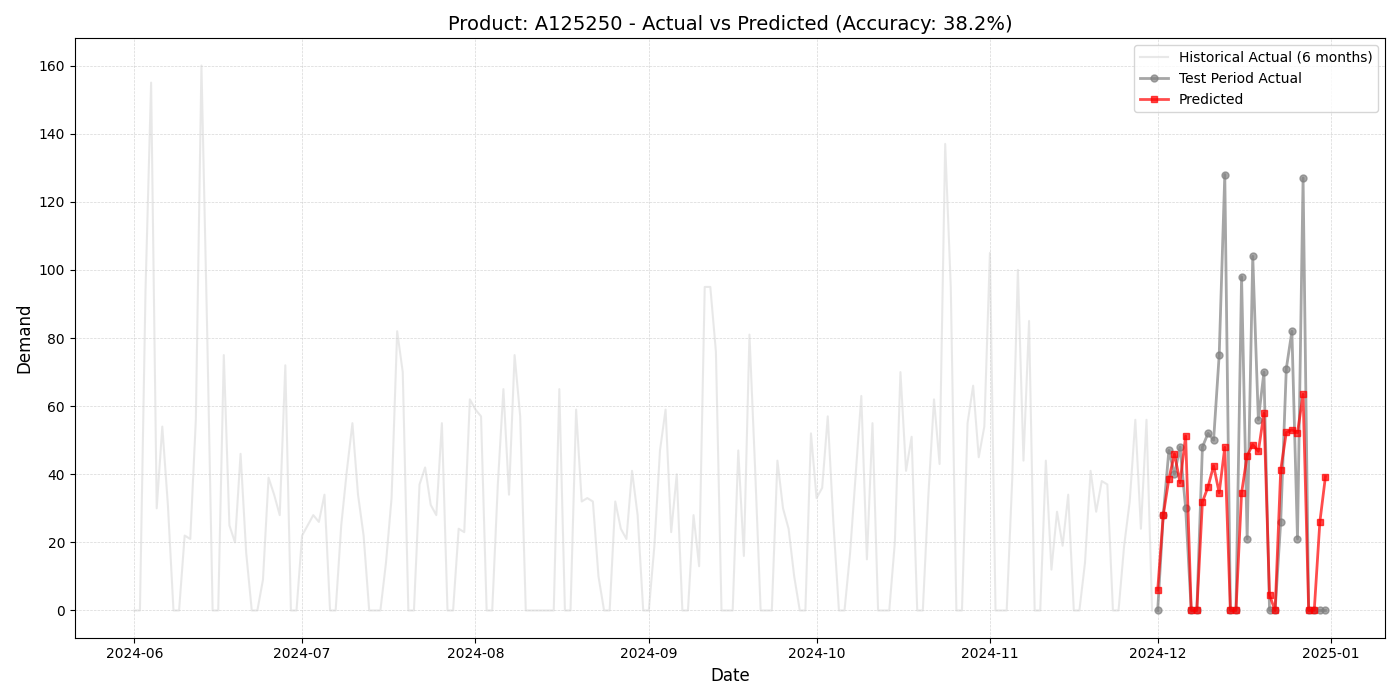 Product: A125250 - Actual vs Predicted (Accuracy: 38.2%)
Historical Actual (6 months)
Test Period Actual
Predicted
Demand
160
140
120
100
80
60
40
20
0
2024-06
2024-07
2024-08
2024-09
2024-10
2024-11
2024-12
2025-01
Date